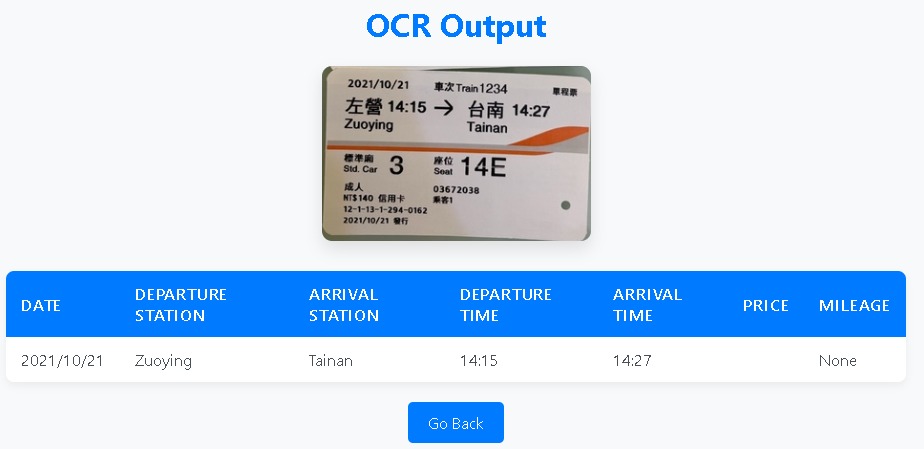 OCR Output
2021/10/21 車次 Train 1234 單程票
左營 14:15 → 台南 14:27
Zuoying Tainan
標準廂 Std. Car 3 座位 Seat 14E
成人 03672038
NT$140 信用卡 乘客1
12-1-13-1-294-0162
2021/10/21 發行
DATE DEPARTURE STATION ARRIVAL STATION DEPARTURE TIME ARRIVAL TIME PRICE MILEAGE
2021/10/21 Zuoying Tainan 14:15 14:27 None
Go Back